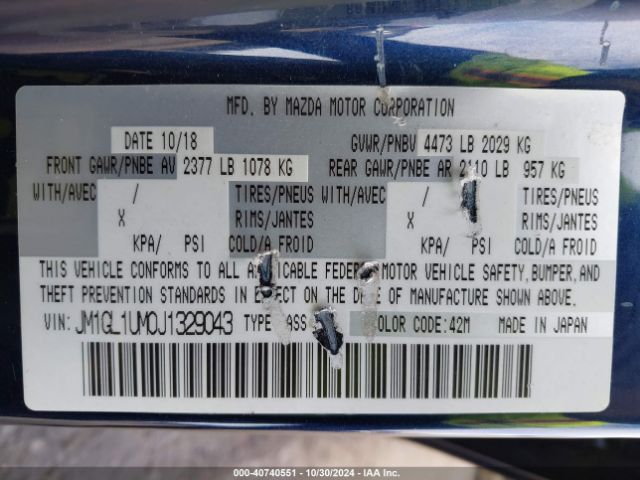 MFD. BY MAZDA MOTOR CORPORATION
DATE 10/18 GVWR/PNBV 4473 LB 2029 KG
FRONT GAWR/PNBE AV 2377 LB 1078 KG REAR GAWR/PNBE AR 2110 LB 957 KG
WITH/AVEC / TIRES/PNEUS WITH/AVEC / TIRES/PNEUS
X RIMS/JANTES X RIMS/JANTES
KPA/ PSI COLD/A FROID KPA/ PSI COLD/A FROID
THIS VEHICLE CONFORMS TO ALL APPLICABLE FEDERAL MOTOR VEHICLE SAFETY, BUMPER, AND
THEFT PREVENTION STANDARDS IN EFFECT ON THE DATE OF MANUFACTURE SHOWN ABOVE.
VIN: JM1GL1UM0J1329043 TYPE: PASS COLOR CODE: 42M MADE IN JAPAN
000-40740551 | 10/30/2024 | IAA Inc.